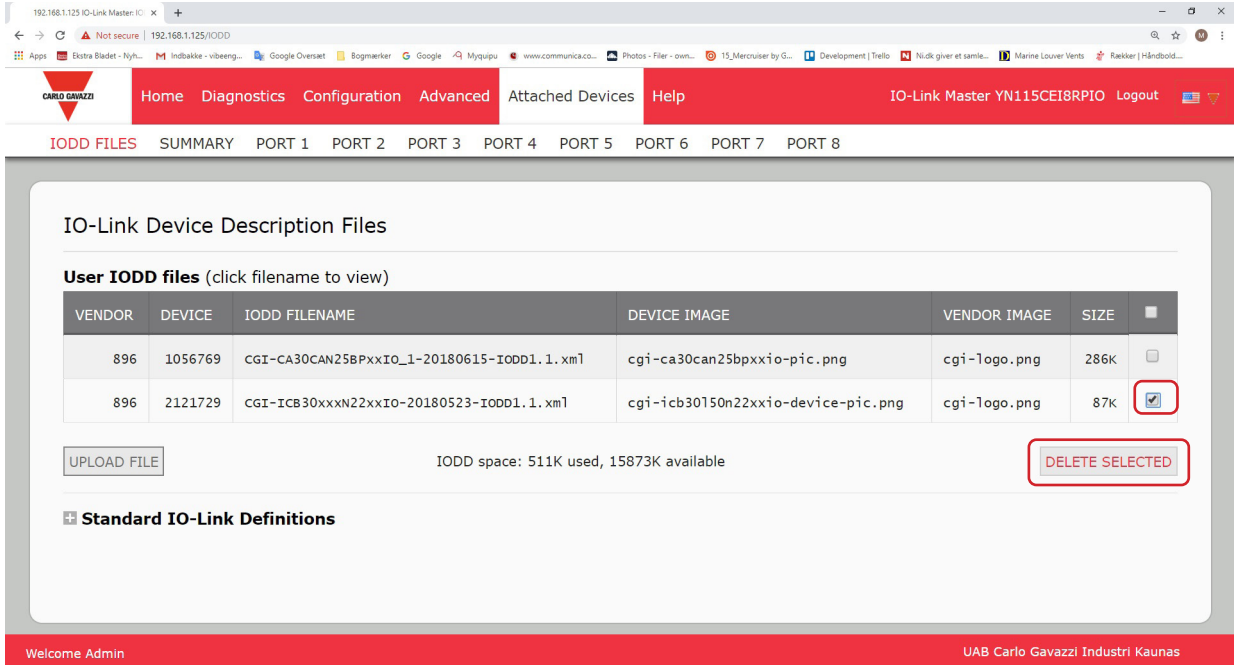 192.168.1.125 IO-Link Master: IO
Not secure 192.168.1.125/IODD
Apps Ekstra Bladet - Nyh... Indbakke - vibeeng... Google Oversæt Bogmærker Google Myquipu www.communica.co... Photos - Filer - own... 15_Mercruiser by G... Development | Trello Ni.dk giver et samle... Marine Louver Vents Rækker | Håndbold....
CARLO GAVAZZI Home Diagnostics Configuration Advanced Attached Devices Help IO-Link Master YN115CEI8RPIO Logout
IODD FILES SUMMARY PORT 1 PORT 2 PORT 3 PORT 4 PORT 5 PORT 6 PORT 7 PORT 8
IO-Link Device Description Files
User IODD files (click filename to view)
VENDOR DEVICE IODD FILENAME DEVICE IMAGE VENDOR IMAGE SIZE
896 1056769 CGI-CA30CAN25BPxxIO_1-20180615-IODD1.1.xml cgi-ca30can25bpxxio-pic.png cgi-logo.png 286K
896 2121729 CGI-ICB30xxxN22xxIO-20180523-IODD1.1.xml cgi-icb30l50n22xxio-device-pic.png cgi-logo.png 87K
UPLOAD FILE IODD space: 511K used, 15873K available DELETE SELECTED
Standard IO-Link Definitions
Welcome Admin UAB Carlo Gavazzi Industri Kaunas